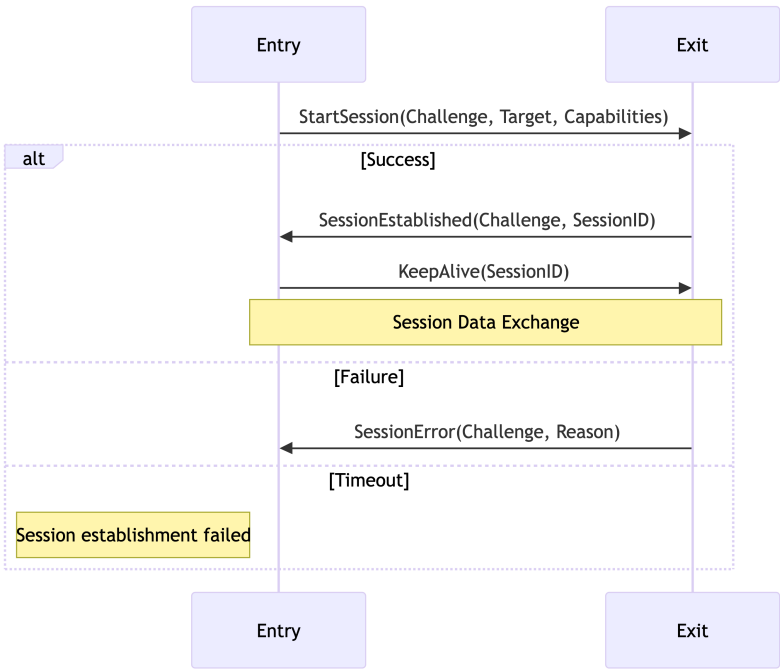 Entry
Exit
StartSession(Challenge, Target, Capabilities)
alt
[Success]
SessionEstablished(Challenge, SessionID)
KeepAlive(SessionID)
Session Data Exchange
[Failure]
SessionError(Challenge, Reason)
[Timeout]
Session establishment failed
Entry
Exit